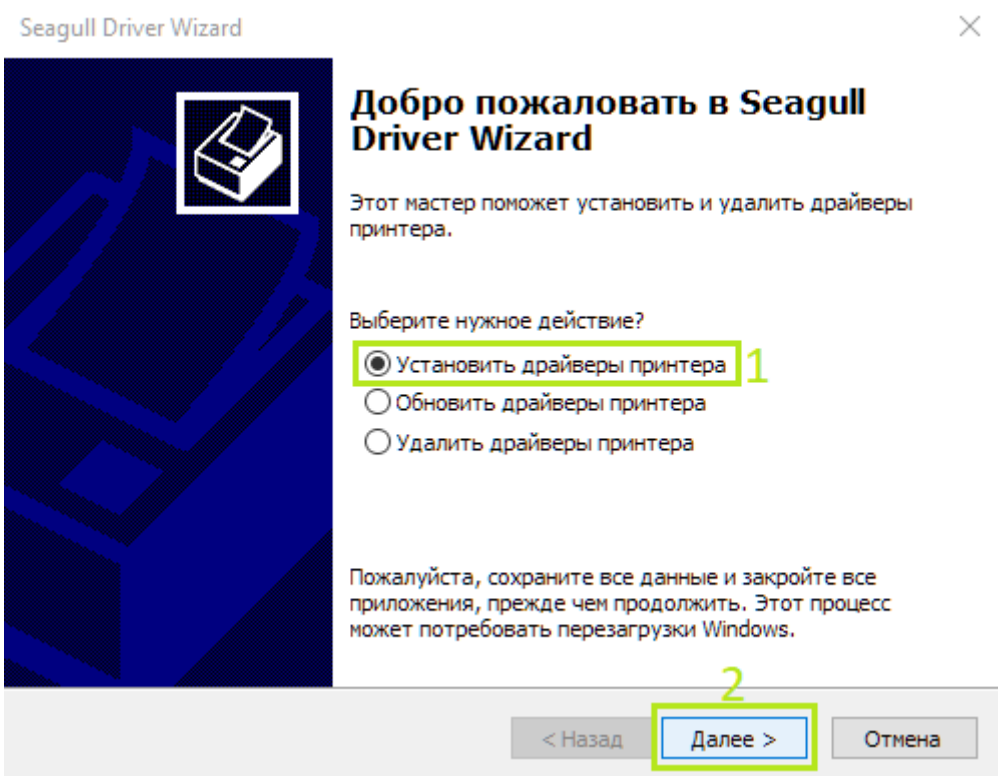 Seagull Driver Wizard
Добро пожаловать в Seagull
Driver Wizard
Этот мастер поможет установить и удалить драйверы
принтера.
Выберите нужное действие?
Установить драйверы принтера 1
Обновить драйверы принтера
Удалить драйверы принтера
Пожалуйста, сохраните все данные и закройте все
приложения, прежде чем продолжить. Этот процесс
может потребовать перезагрузки Windows.
2
< Назад Далее > Отмена